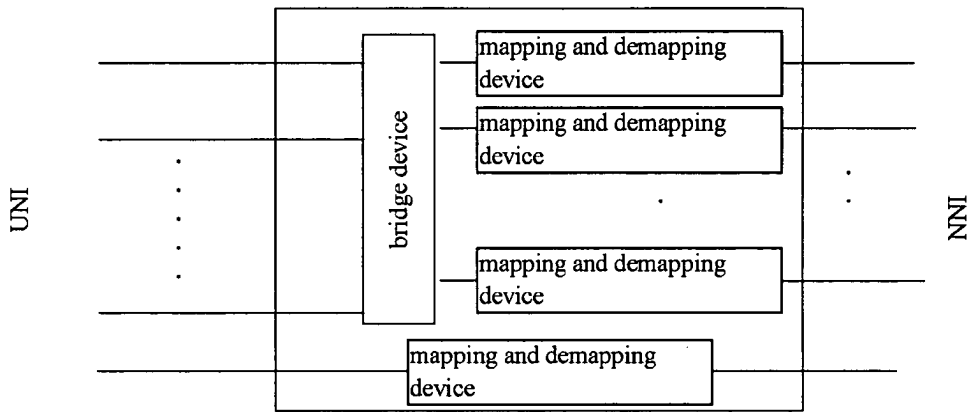 mapping and demapping
device
mapping and demapping
device
UNI
bridge device
NNI
mapping and demapping
device
mapping and demapping
device